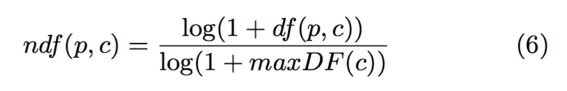 ndf(p, c) = log(1 + df(p, c)) / log(1 + maxDF(c)) (6)